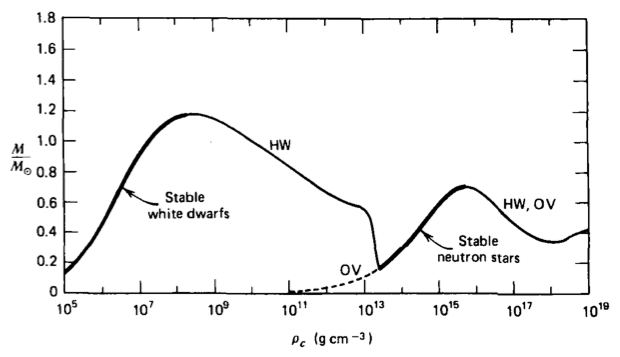 1.8
1.6
1.4
1.2
1.0
0.8
0.6
0.4
0.2
0
M
M☉
HW
Stable
white dwarfs
OV
HW, OV
Stable
neutron stars
10⁵ 10⁷ 10⁹ 10¹¹ 10¹³ 10¹⁵ 10¹⁷ 10¹⁹
ρc (g cm⁻³)